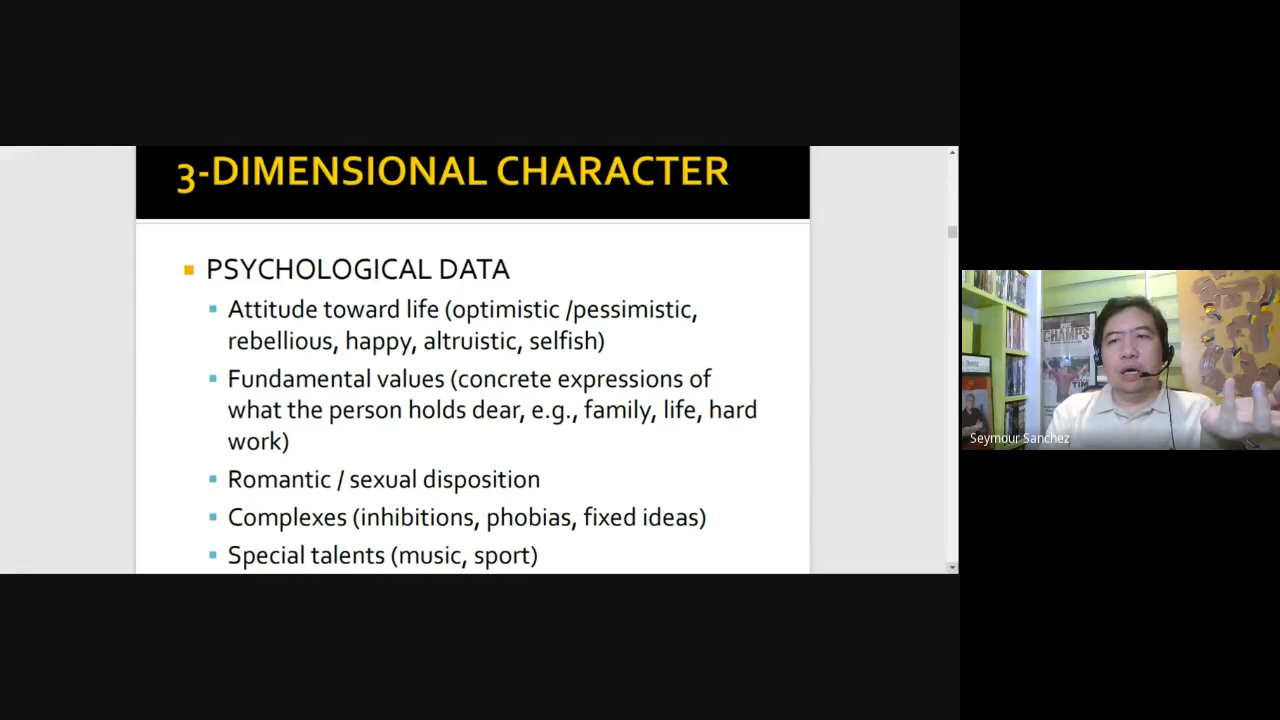 3-DIMENSIONAL CHARACTER
PSYCHOLOGICAL DATA
Attitude toward life (optimistic /pessimistic,
rebellious, happy, altruistic, selfish)
Fundamental values (concrete expressions of
what the person holds dear, e.g., family, life, hard
work)
Romantic / sexual disposition
Complexes (inhibitions, phobias, fixed ideas)
Special talents (music, sport)
CHAMPS
TIM
Seymour Sanchez